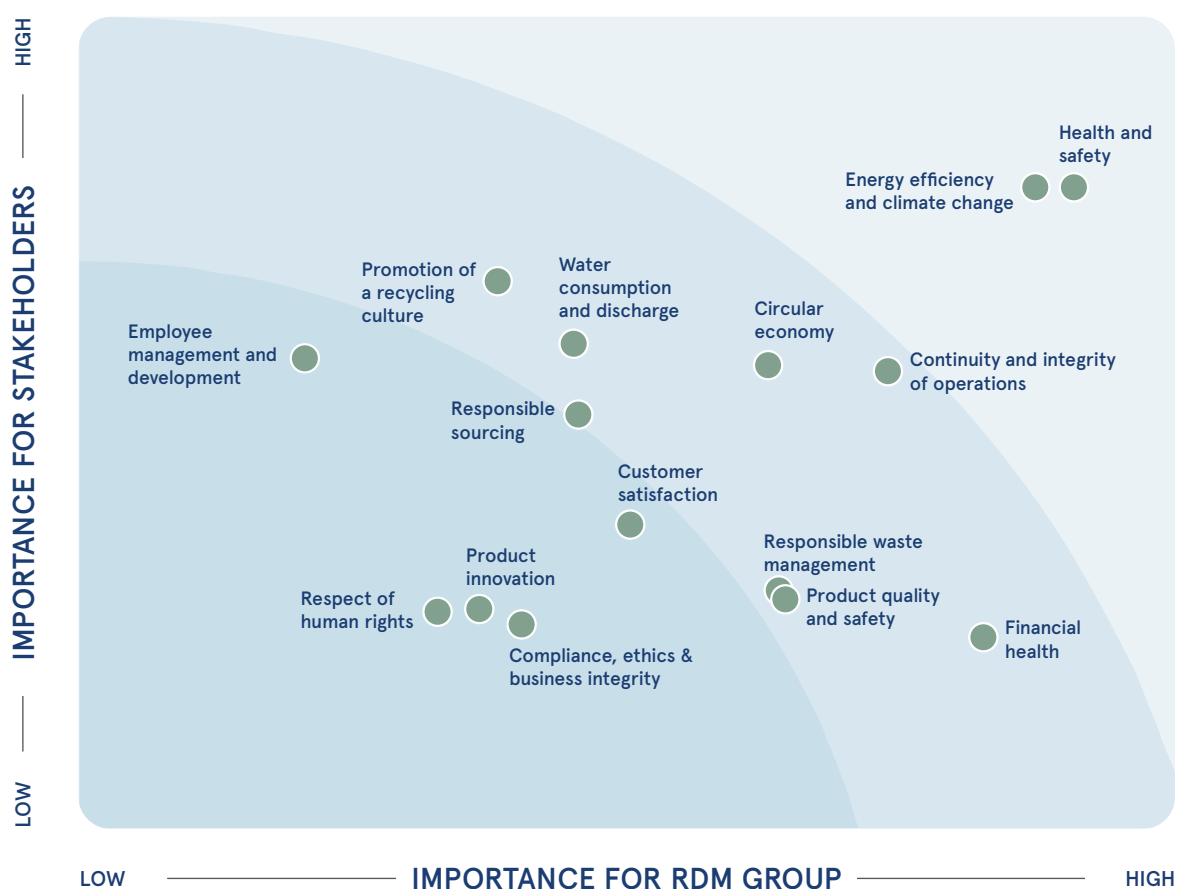 HIGH
IMPORTANCE FOR STAKEHOLDERS
LOW
Health and
safety
Energy efficiency
and climate change
Promotion of
a recycling
culture
Water
consumption
and discharge
Circular
economy
Employee
management and
development
Continuity and integrity
of operations
Responsible
sourcing
Customer
satisfaction
Responsible waste
management
Product
innovation
Respect of
human rights
Product quality
and safety
Financial
health
Compliance, ethics &
business integrity
LOW
IMPORTANCE FOR RDM GROUP
HIGH